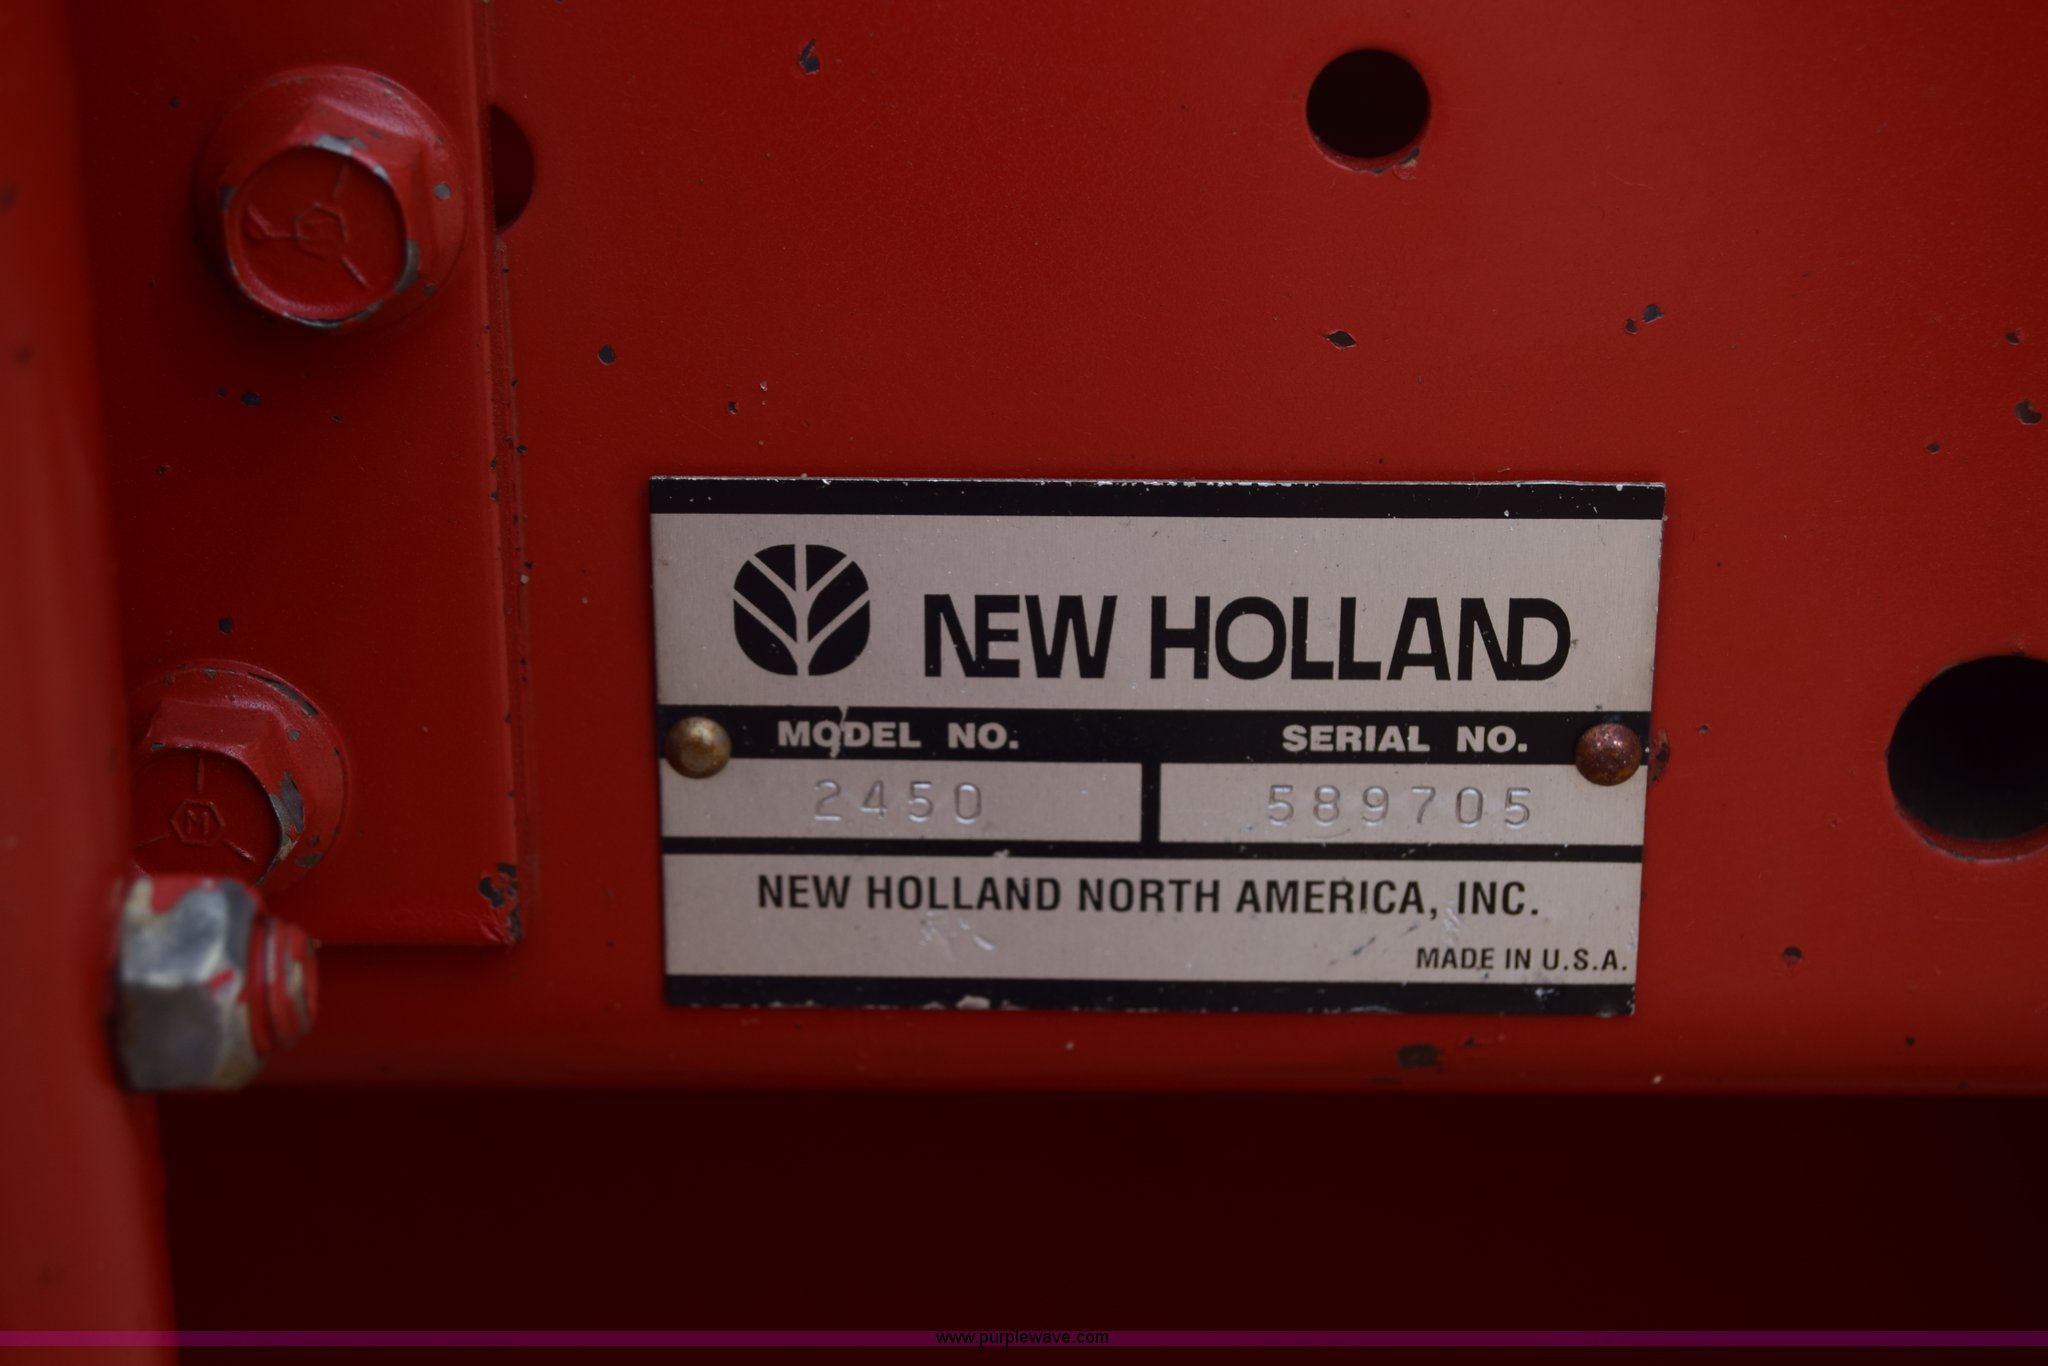 NEW HOLLAND
MODEL NO. SERIAL NO.
2450 589705
NEW HOLLAND NORTH AMERICA, INC.
MADE IN U.S.A.
M
www.purplewave.com